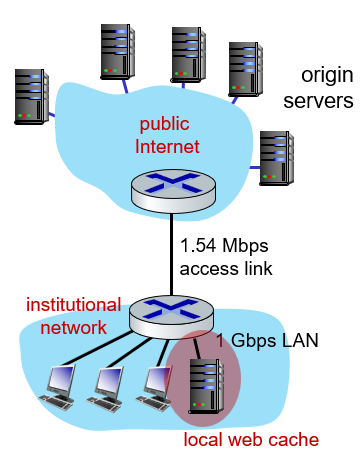 origin
servers
public
Internet
1.54 Mbps
access link
institutional
network
1 Gbps LAN
local web cache